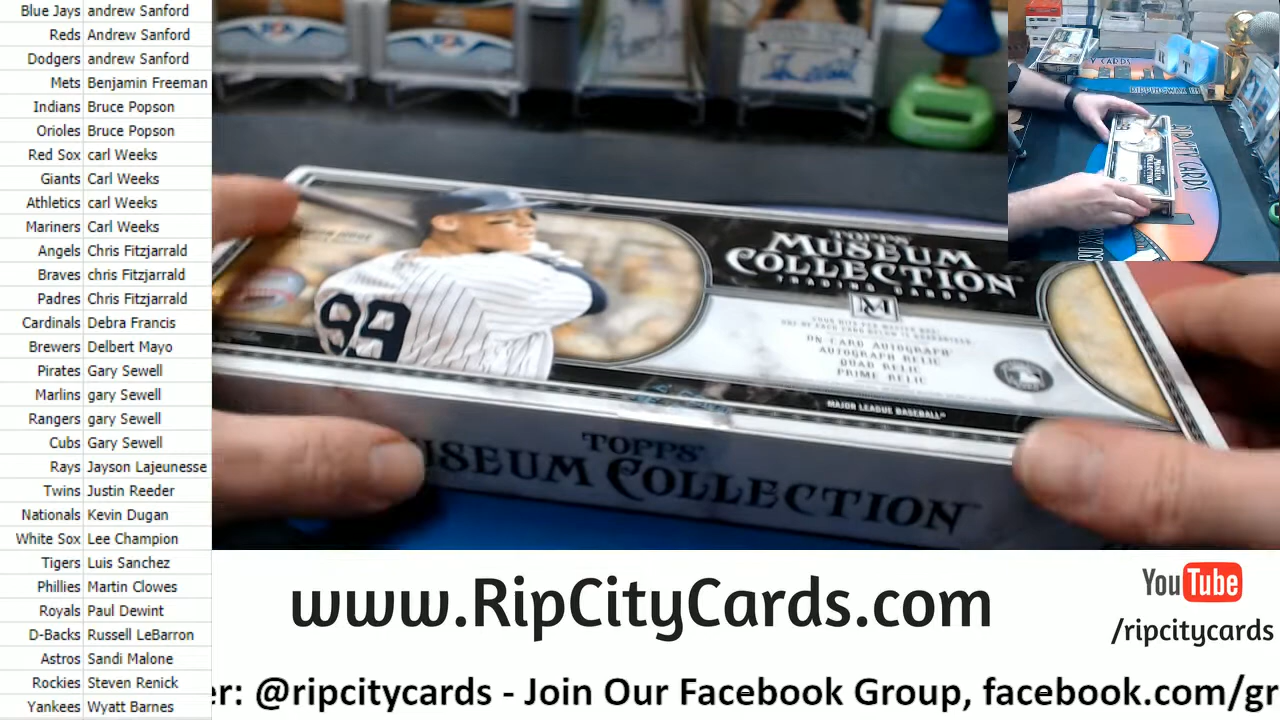 Blue Jays andrew Sanford
Reds Andrew Sanford
Dodgers andrew Sanford
Mets Benjamin Freeman
Indians Bruce Popson
Orioles Bruce Popson
Red Sox carl Weeks
Giants Carl Weeks
Athletics carl Weeks
Mariners Carl Weeks
Angels Chris Fitzjarrald
Braves chris Fitzjarrald
Padres Chris Fitzjarrald
Cardinals Debra Francis
Brewers Delbert Mayo
Pirates Gary Sewell
Marlins gary Sewell
Rangers gary Sewell
Cubs Gary Sewell
Rays Jayson Lajeunesse
Twins Justin Reeder
Nationals Kevin Dugan
White Sox Lee Champion
Tigers Luis Sanchez
Phillies Martin Clowes
Royals Paul Dewint
D-Backs Russell LeBarron
Astros Sandi Malone
Rockies Steven Renick
Yankees Wyatt Barnes
99
TOPPS
MUSEUM
COLLECTION
TRADING CARDS
M
ON-CARD AUTOGRAPH
AUTOGRAPH RELIC
QUAD RELIC
PRIME RELIC
MAJOR LEAGUE BASEBALL
TOPPS
MUSEUM COLLECTION™
www.RipCityCards.com
YouTube
/ripcitycards
er: @ripcitycards - Join Our Facebook Group, facebook.com/gr